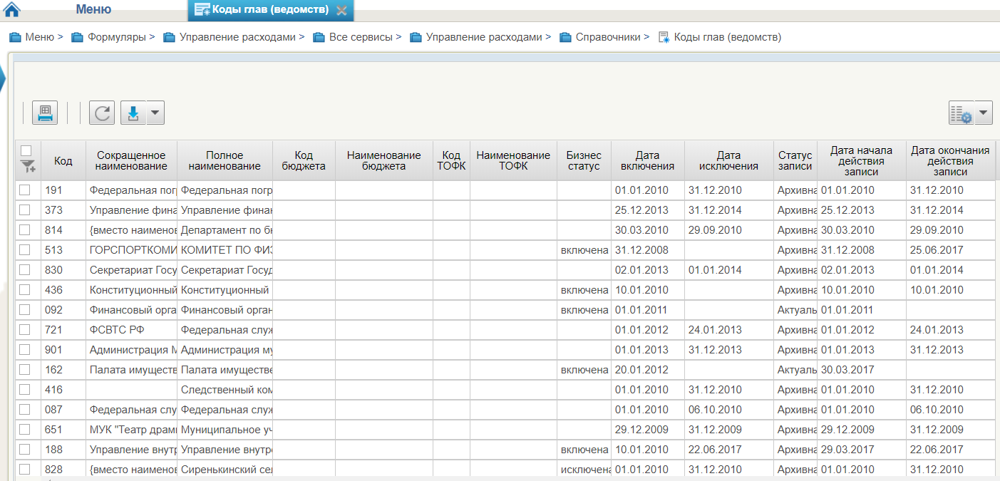 Меню
Коды глав (ведомств)
Меню > Формуляры > Управление расходами > Все сервисы > Управление расходами > Справочники > Коды глав (ведомств)
Код Сокращенное наименование Полное наименование Код бюджета Наименование бюджета Код ТОФК Наименование ТОФК Бизнес статус Дата включения Дата исключения Статус записи Дата начала действия записи Дата окончания действия записи
191 Федеральная пог Федеральная погр 01.01.2010 31.12.2010 Архивна 01.01.2010 31.12.2010
373 Управление фина Управление финан 25.12.2013 31.12.2014 Архивна 25.12.2013 31.12.2014
814 {вместо наименов Департамент по бю 30.03.2010 29.09.2010 Архивна 30.03.2010 29.09.2010
513 ГОРСПОРТКОМИ КОМИТЕТ ПО ФИЗ включена 31.12.2008 Архивна 31.12.2008 25.06.2017
830 Секретариат Госу Секретариат Госуд 02.01.2013 01.01.2014 Архивна 02.01.2013 01.01.2014
436 Конституционный Конституционный включена 10.01.2010 Архивна 10.01.2010 10.01.2010
092 Финансовый орга Финансовый орган включена 01.01.2011 Актуаль 01.01.2011
721 ФСВТС РФ Федеральная служ 01.01.2012 24.01.2013 Архивна 01.01.2012 24.01.2013
901 Администрация М Администрация му 01.01.2013 31.12.2013 Архивна 01.01.2013 31.12.2013
162 Палата имуществ Палата имуществе включена 20.01.2012 Актуаль 30.03.2017
416 Следственный ком 01.01.2010 31.12.2010 Архивна 01.01.2010 31.12.2010
087 Федеральная слу Федеральная служ 01.01.2010 06.10.2010 Архивна 01.01.2010 06.10.2010
651 МУК "Театр драм Муниципальное уч 29.12.2009 31.12.2009 Архивна 29.12.2009 31.12.2009
188 Управление внутр Управление внутре включена 10.01.2010 22.06.2017 Архивна 29.03.2017 22.06.2017
828 {вместо наименов Сиренькинский сел исключена 01.01.2010 31.12.2010 Архивна 01.01.2010 31.12.2010